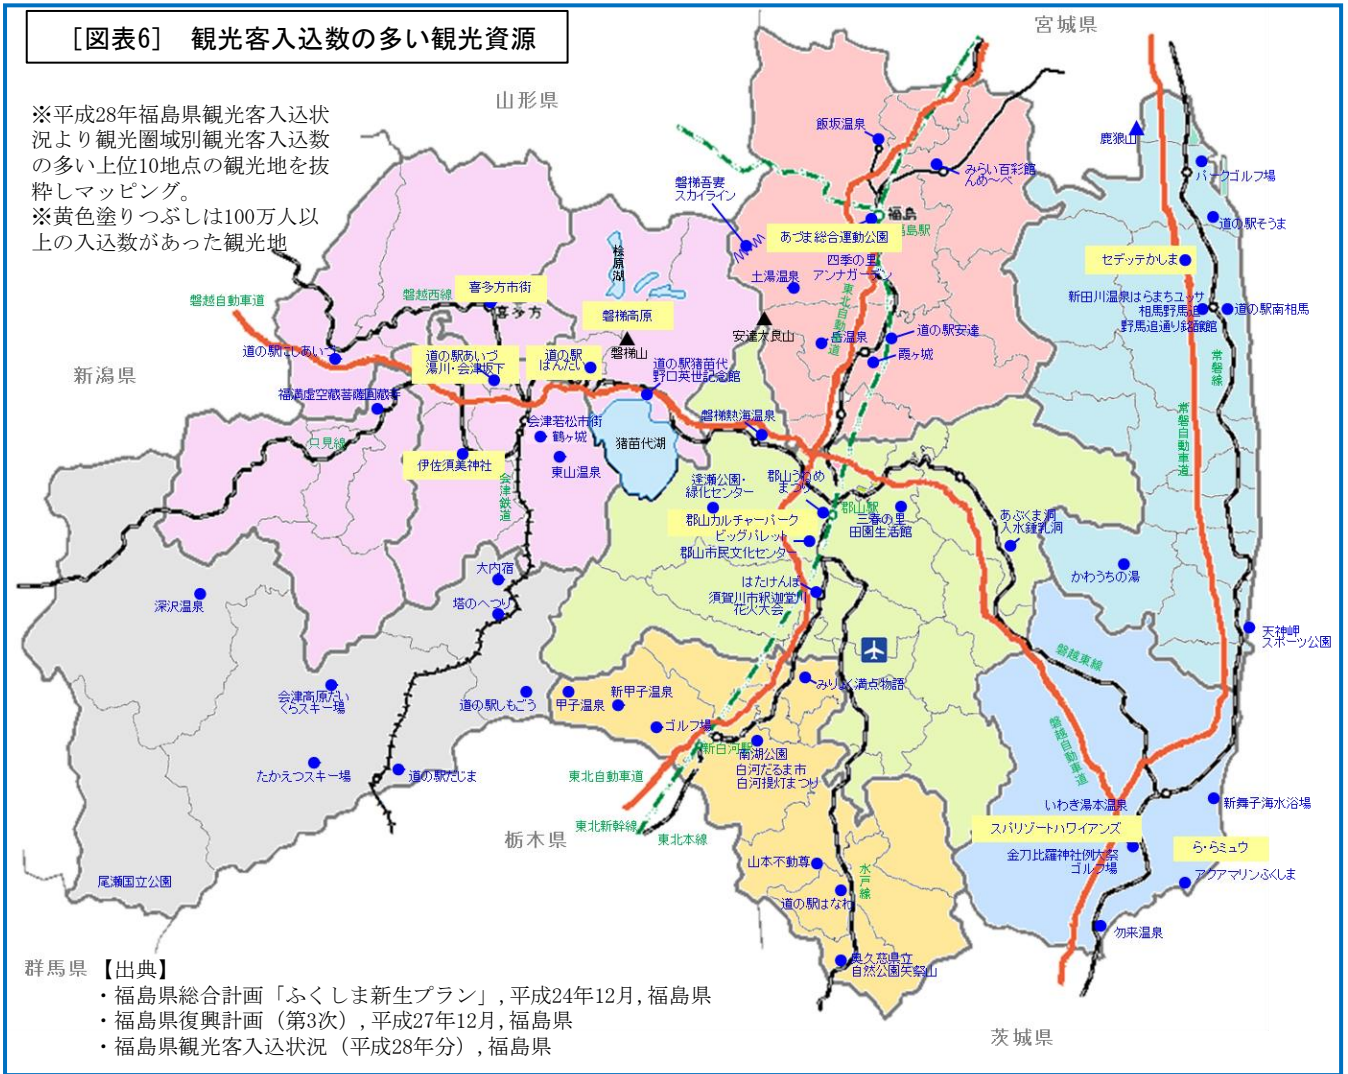 ［図表6］ 観光客入込数の多い観光資源
※平成28年福島県観光客入込状
況より観光圏域別観光客入込数
の多い上位10地点の観光地を抜
粋しマッピング。
※黄色塗りつぶしは100万人以
上の入込数があった観光地
宮城県
山形県
新潟県
栃木県
群馬県
茨城県
飯坂温泉
みらい百彩館
んめ～べ
磐梯吾妻
スカイライン
福島
福島駅
あづま総合運動公園
四季の里
アンナガーデン
土湯温泉
東北自動車道
安達太良山
岳温泉
道の駅安達
霞ヶ城
鹿狼山
パークゴルフ場
道の駅そうま
セデッテかしま
新田川温泉はらまちユッサ
相馬野馬追
野馬追通り銘醸館
道の駅南相馬
常磐線
常磐自動車道
桧原湖
磐越自動車道
磐越西線
喜多方市街
喜多方
磐梯高原
磐梯山
道の駅にしあいづ
道の駅あいづ
湯川・会津坂下
道の駅
ばんだい
道の駅猪苗代
野口英世記念館
福満虚空蔵菩薩圓蔵寺
会津若松市街
鶴ヶ城
只見線
猪苗代湖
磐梯熱海温泉
伊佐須美神社
東山温泉
会津鉄道
逢瀬公園・
緑化センター
郡山うねめ
まつり
郡山駅
三春の里
田園生活館
あぶくま洞
入水鍾乳洞
郡山カルチャーパーク
ビッグパレット
郡山市民文化センター
かわうちの湯
大内宿
塔のへつり
深沢温泉
はたけんぼ
須賀川市釈迦堂川
花火大会
天神岬
スポーツ公園
磐越東線
会津高原だい
くらスキー場
道の駅しもごう
新甲子温泉
甲子温泉
みりょく満点物語
ゴルフ場
磐越自動車道
新白河駅
南湖公園
白河だるま市
白河提灯まつり
たかえつスキー場
道の駅たじま
東北自動車道
東北新幹線
東北本線
いわき湯本温泉
新舞子海水浴場
スパリゾートハワイアンズ
金刀比羅神社例大祭
ゴルフ場
ら・らミュウ
アクアマリンふくしま
山本不動尊
水戸線
尾瀬国立公園
道の駅はなわ
勿来温泉
奥久慈県立
自然公園矢祭山
【出典】
・福島県総合計画「ふくしま新生プラン」, 平成24年12月, 福島県
・福島県復興計画（第3次）, 平成27年12月, 福島県
・福島県観光客入込状況（平成28年分）, 福島県